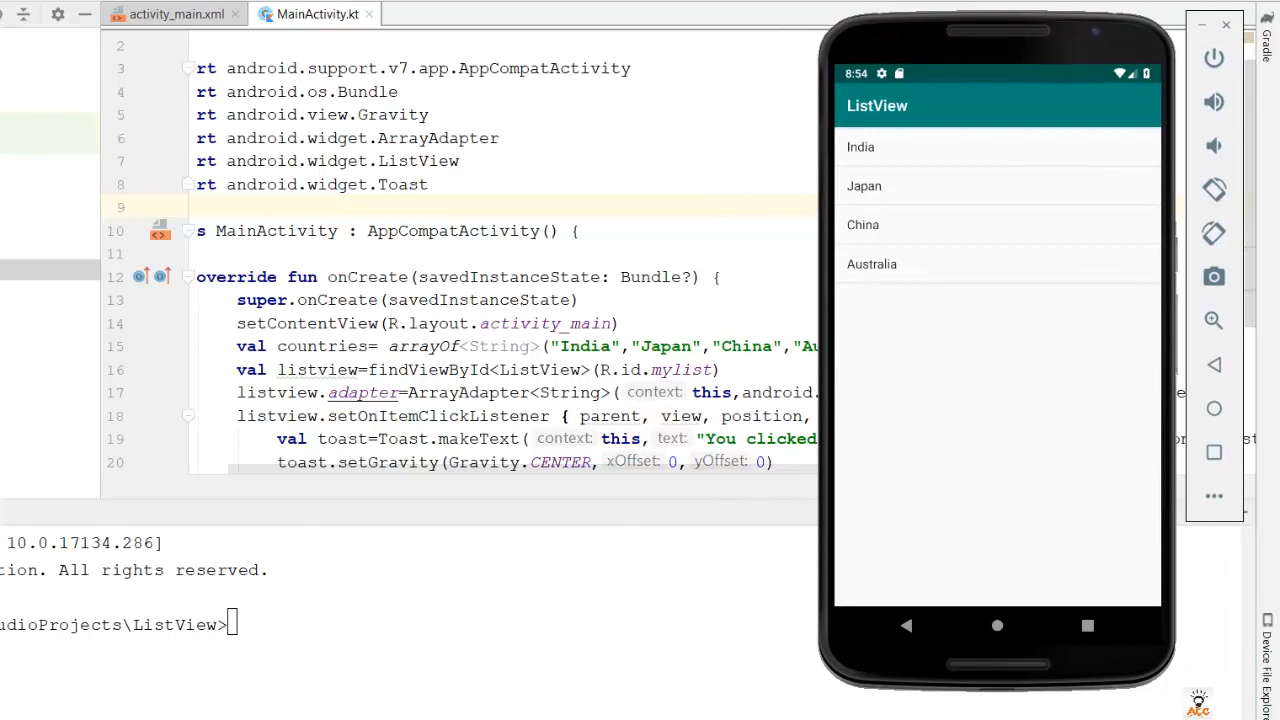 activity_main.xml
MainActivity.kt
2
3 rt android.support.v7.app.AppCompatActivity
4 rt android.os.Bundle
5 rt android.view.Gravity
6 rt android.widget.ArrayAdapter
7 rt android.widget.ListView
8 rt android.widget.Toast
9
10 s MainActivity : AppCompatActivity() {
11
12 override fun onCreate(savedInstanceState: Bundle?) {
13 super.onCreate(savedInstanceState)
14 setContentView(R.layout.activity_main)
15 val countries= arrayOf<String>("India","Japan","China","Au
16 val listview=findViewById<ListView>(R.id.mylist)
17 listview.adapter=ArrayAdapter<String>( context: this,android.
18 listview.setOnItemClickListener { parent, view, position,
19 val toast=Toast.makeText( context: this, text: "You clicked
20 toast.setGravity(Gravity.CENTER, xOffset: 0, yOffset: 0)
10.0.17134.286]
tion. All rights reserved.
udioProjects\ListView>
8:54
ListView
India
Japan
China
Australia
Gradle
Device File Explor
ATC